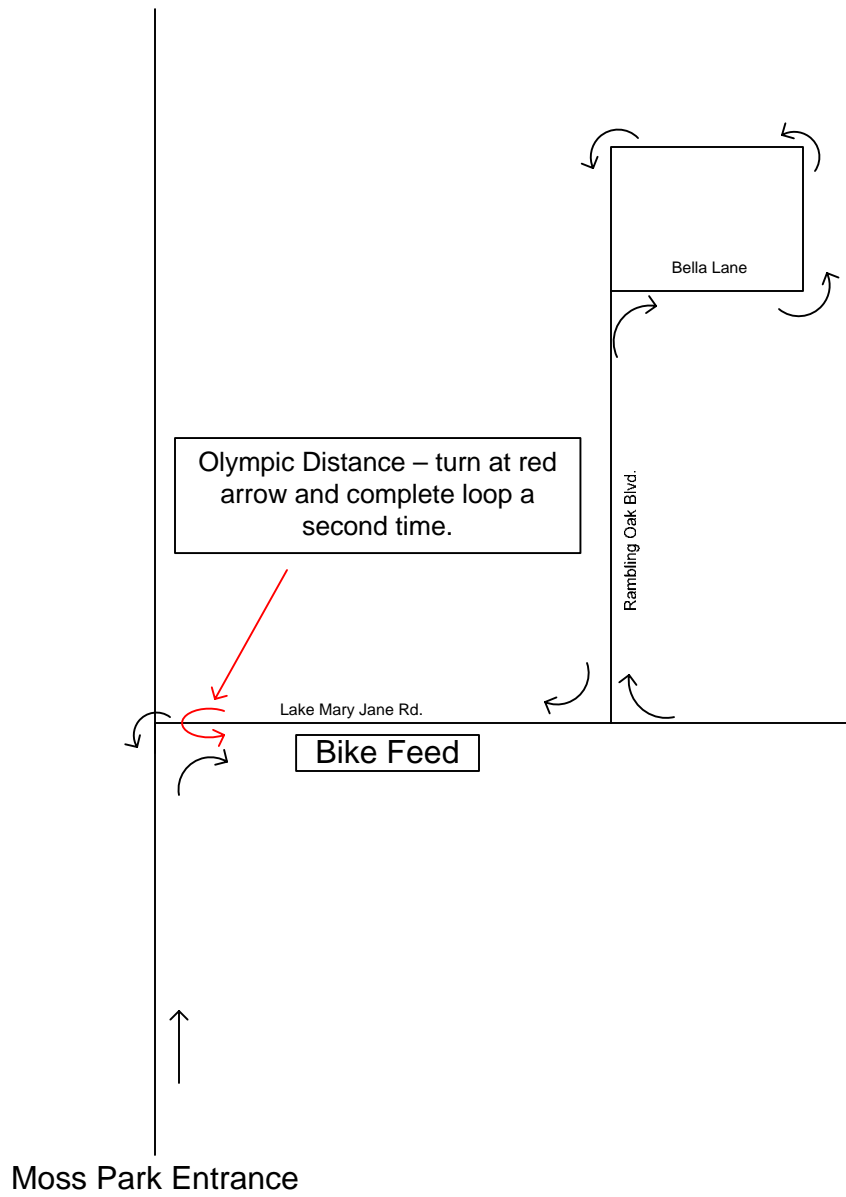 Bella Lane
Olympic Distance – turn at red
arrow and complete loop a
second time.
Rambling Oak Blvd.
Lake Mary Jane Rd.
Bike Feed
Moss Park Entrance